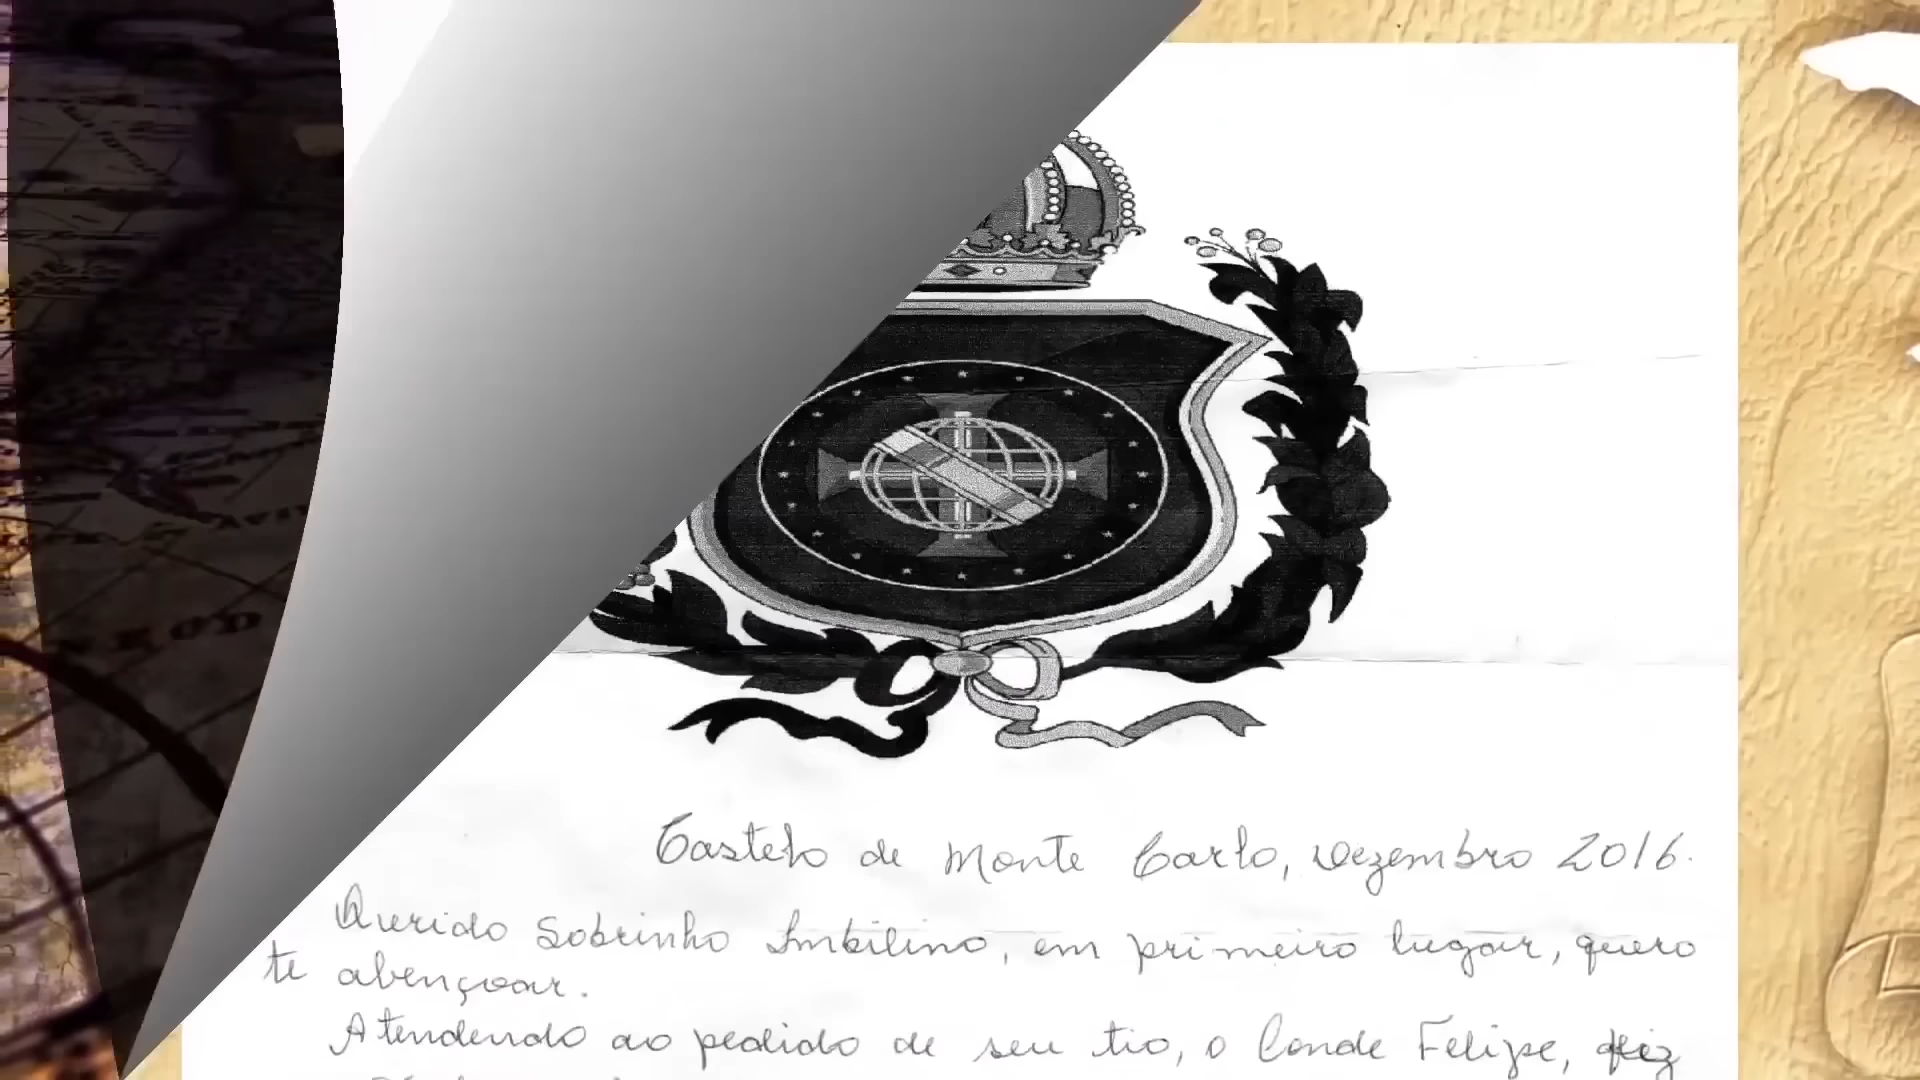 Castelo de Monte Carlo, Dezembro 2016.
Querido Sobrinho Imbilino, em primeiro lugar, quero
te abençoar.
Atendendo ao pedido de seu tio, o Conde Felipe, fiz